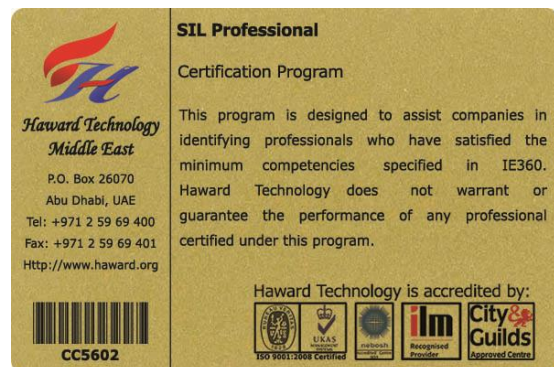 Haward Technology
Middle East
P.O. Box 26070
Abu Dhabi, UAE
Tel: +971 2 59 69 400
Fax: +971 2 59 69 401
Http://www.haward.org
CC5602
SIL Professional
Certification Program
This program is designed to assist companies in
identifying professionals who have satisfied the
minimum competencies specified in IE360.
Haward Technology does not warrant or
guarantee the performance of any professional
certified under this program.
Haward Technology is accredited by:
ISO 9001:2008 Certified
UKAS
MANAGEMENT
SYSTEMS
nebosh
ilm
Recognised
Provider
City&
Guilds
Approved Centre